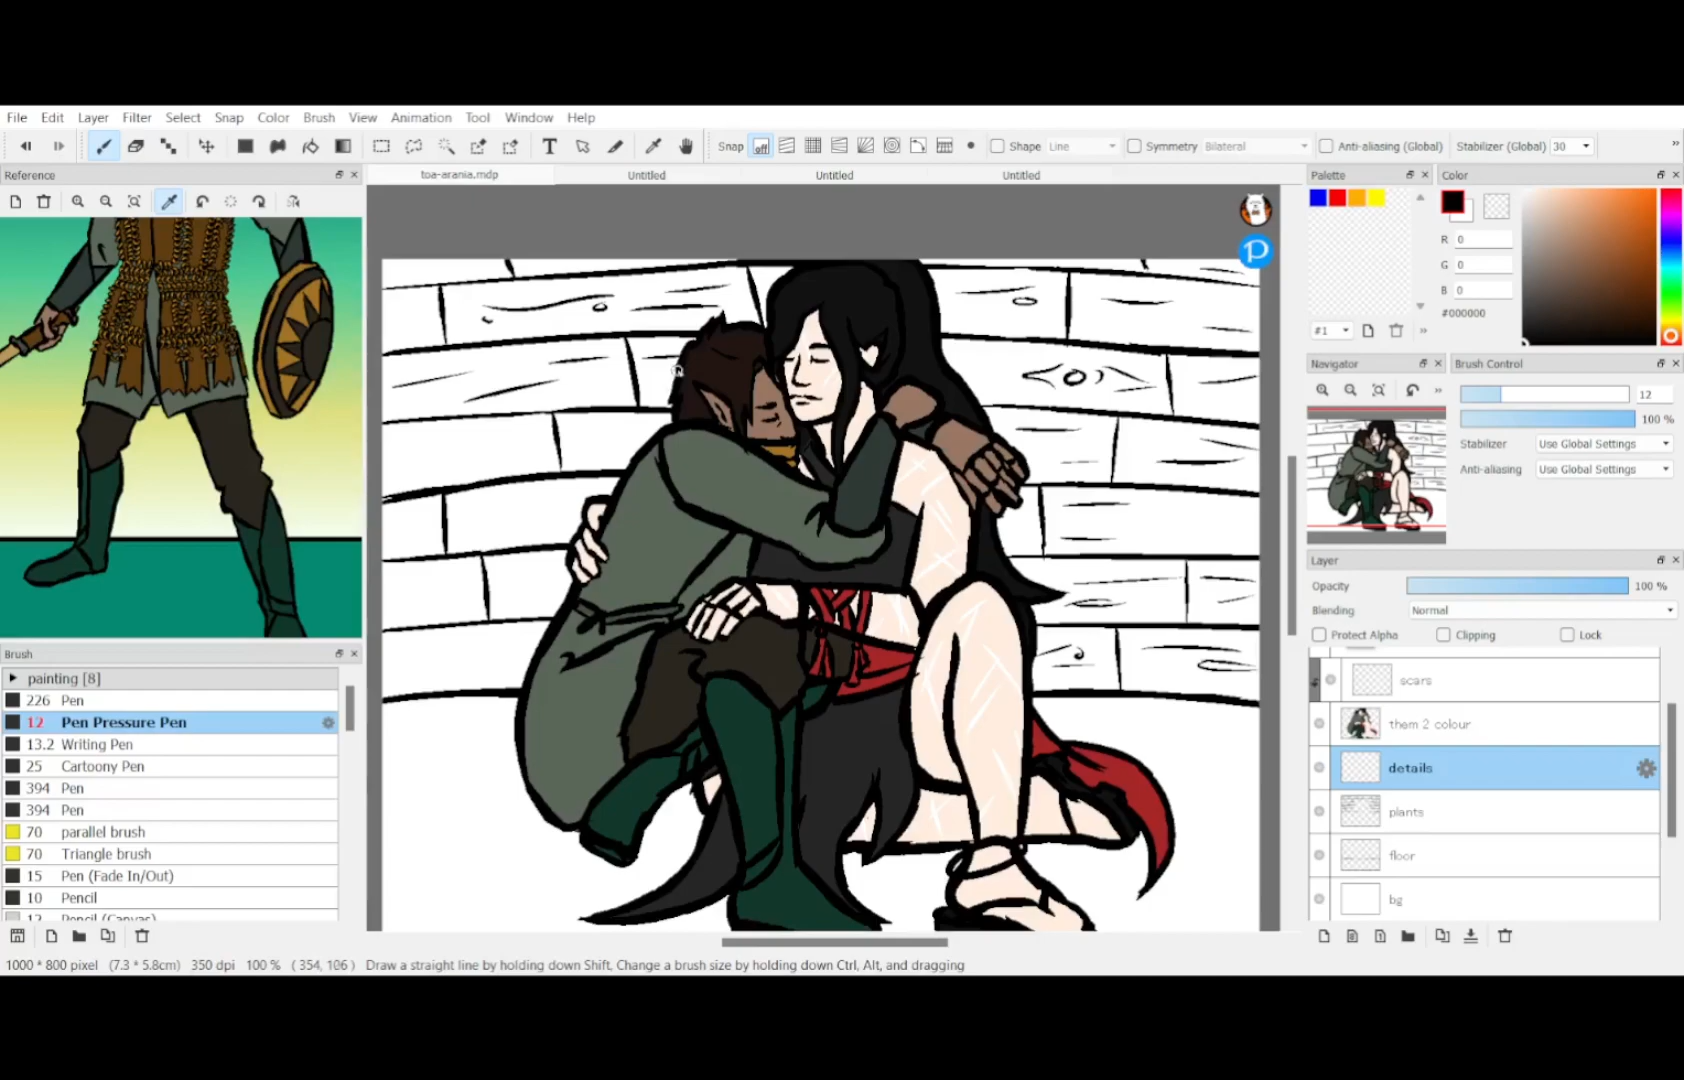 File Edit Layer Filter Select Snap Color Brush View Animation Tool Window Help
Snap off Shape Line Symmetry Bilateral Anti-aliasing (Global) Stabilizer (Global) 30
Reference toa-arania.mdp Untitled Untitled Untitled Palette Color
R 0
G 0
B 0
#000000
#1
Navigator Brush Control
12
100 %
Stabilizer Use Global Settings
Anti-aliasing Use Global Settings
Layer
Opacity 100 %
Blending Normal
Protect Alpha Clipping Lock
scars
them 2 colour
details
plants
floor
bg
Brush
painting [8]
226 Pen
12 Pen Pressure Pen
13.2 Writing Pen
25 Cartoony Pen
394 Pen
394 Pen
70 parallel brush
70 Triangle brush
15 Pen (Fade In/Out)
10 Pencil
12 Pencil (Canvas)
1000 * 800 pixel (7.3 * 5.8cm) 350 dpi 100 % ( 354, 106 ) Draw a straight line by holding down Shift, Change a brush size by holding down Ctrl, Alt, and dragging